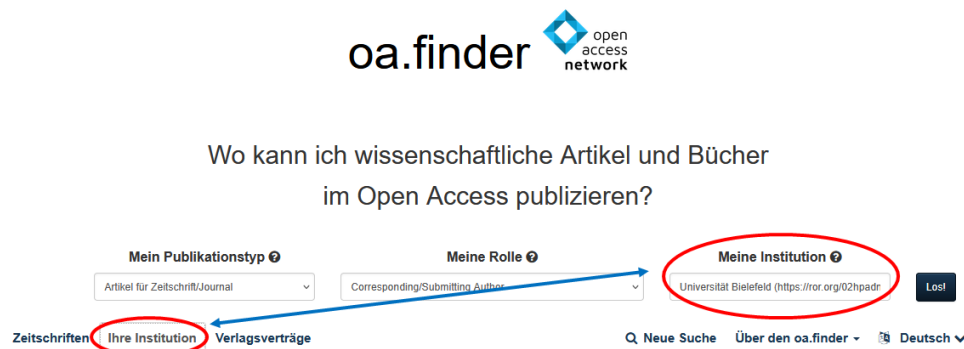 oa.finder
open
access
network
Wo kann ich wissenschaftliche Artikel und Bücher
im Open Access publizieren?
Mein Publikationstyp ?
Meine Rolle ?
Meine Institution ?
Artikel für Zeitschrift/Journal
Corresponding/Submitting Author
Universität Bielefeld (https://ror.org/02hpadn
Los!
Zeitschriften
Ihre Institution
Verlagsverträge
Neue Suche
Über den oa.finder
Deutsch